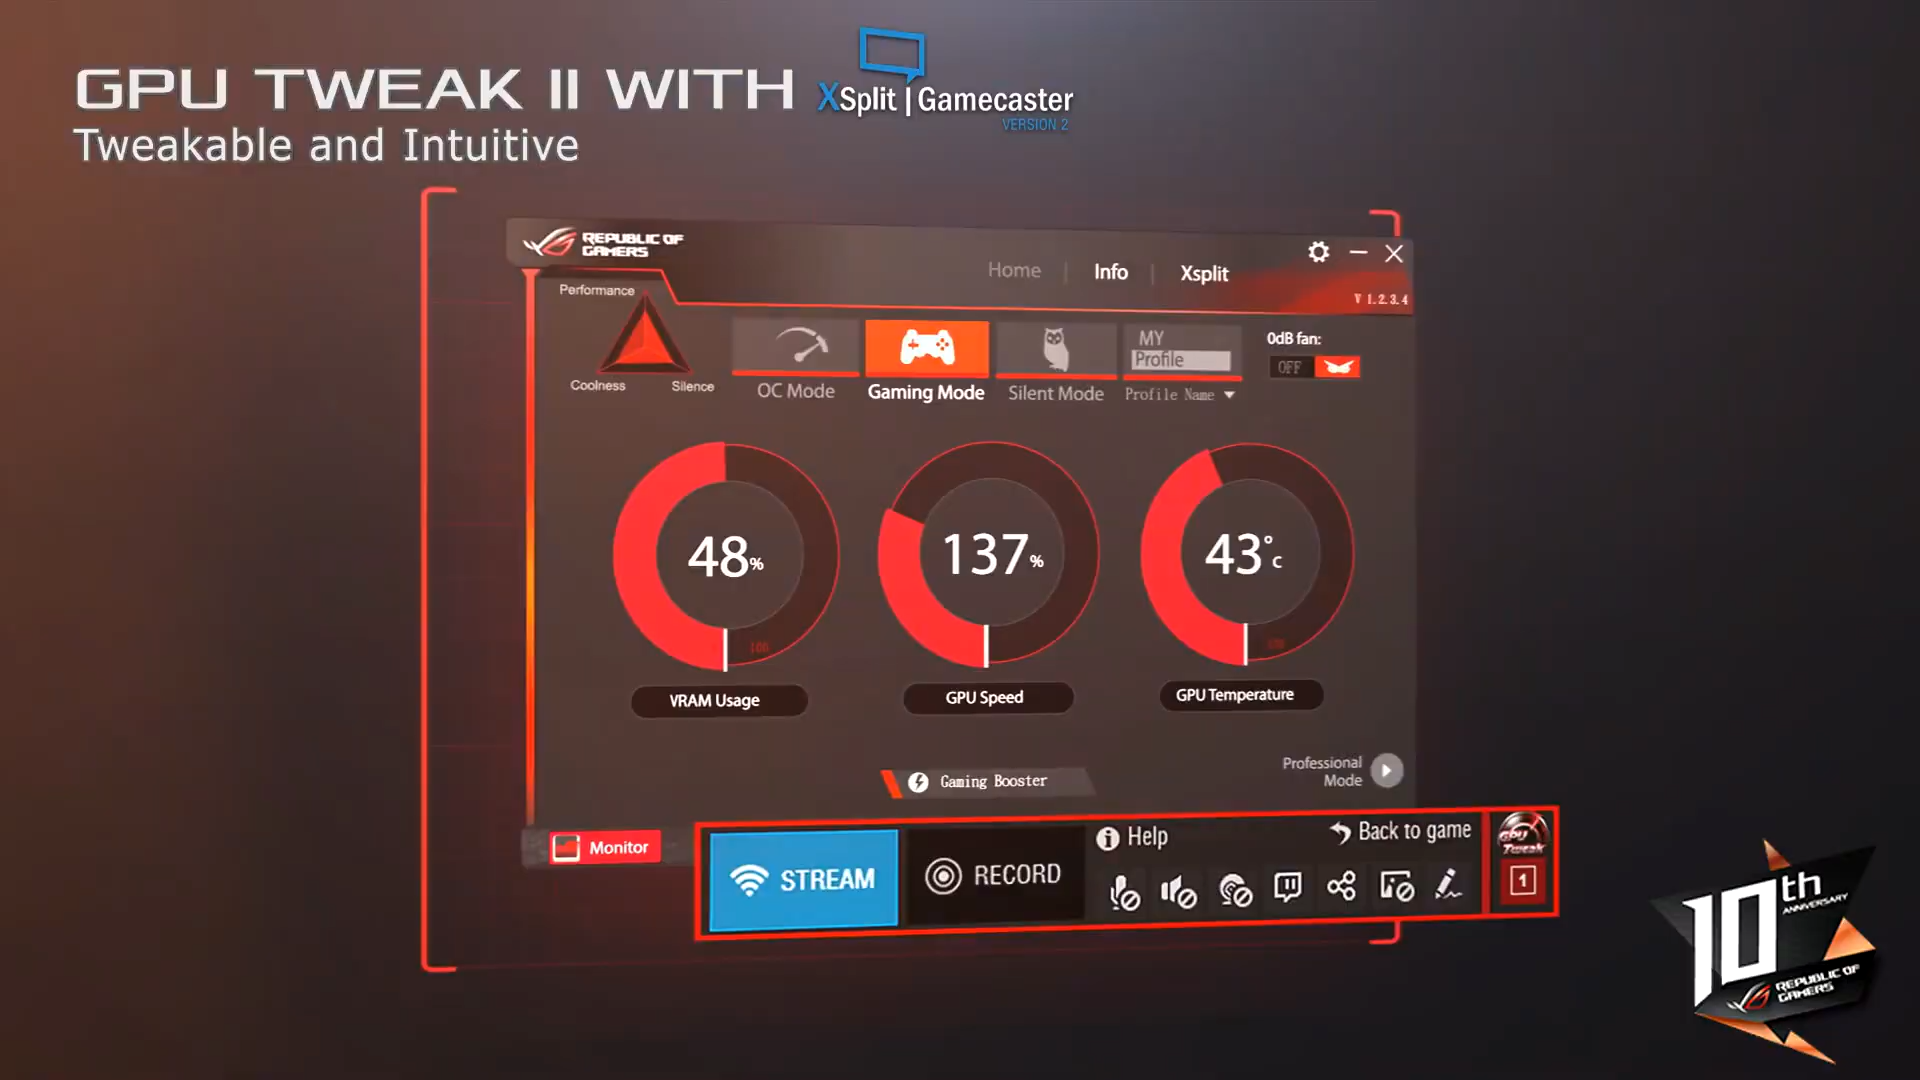 GPU TWEAK II WITH
XSplit | Gamecaster
VERSION 2
Tweakable and Intuitive
REPUBLIC OF
GAMERS
Home
Info
Xsplit
V 1.2.3.4
Performance
Coolness
Silence
OC Mode
Gaming Mode
Silent Mode
MY
Profile
Profile Name
0dB fan:
OFF
48%
100
VRAM Usage
137%
GPU Speed
43°c
GPU Temperature
Gaming Booster
Professional
Mode
Monitor
STREAM
RECORD
Help
Back to game
GPU
Tweak
1
10th
ANNIVERSARY
REPUBLIC OF
GAMERS